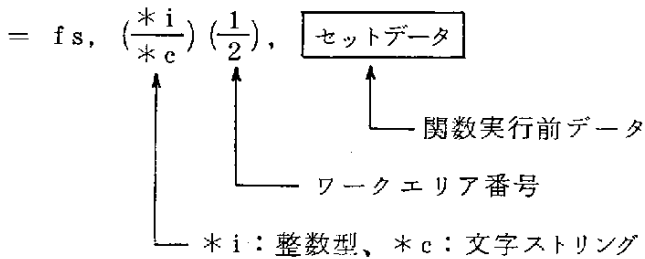 = fs, (＊i/＊c) (1/2), セットデータ
関数実行前データ
ワークエリア番号
＊i：整数型、＊c：文字ストリング